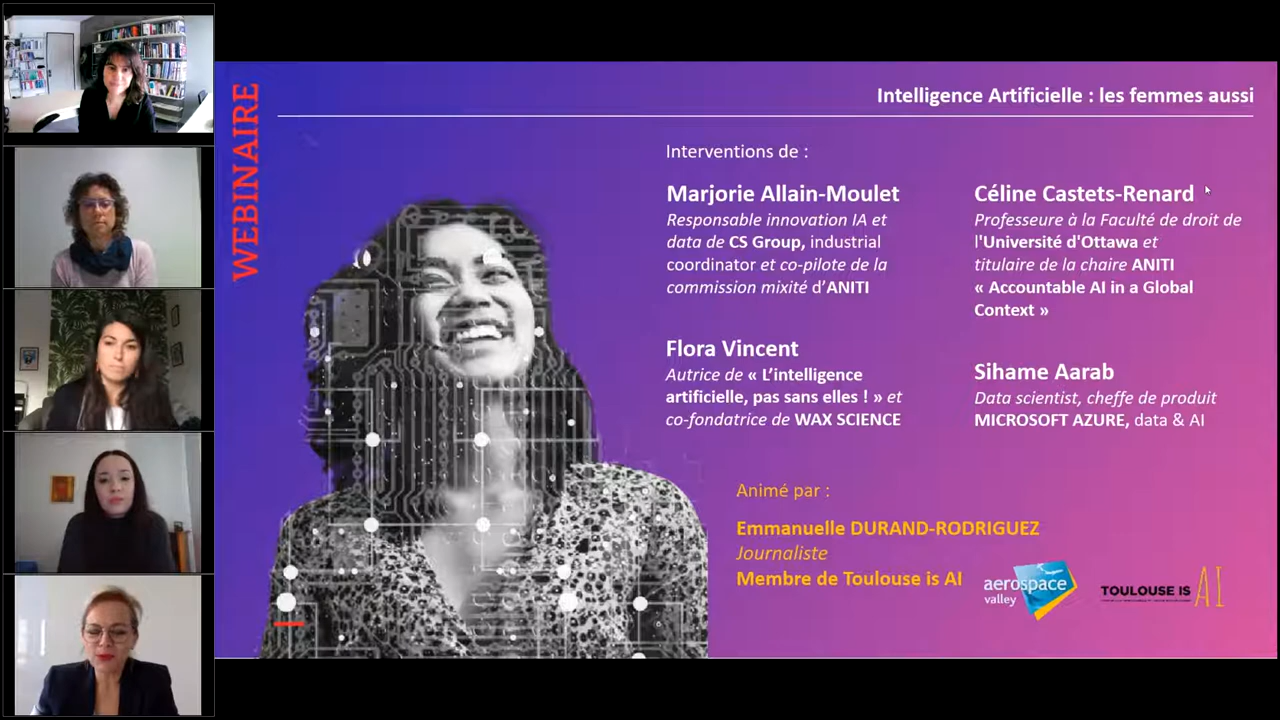 WEBINAIRE
Intelligence Artificielle : les femmes aussi
Interventions de :
Marjorie Allain-Moulet
Responsable innovation IA et
data de CS Group, industrial
coordinator et co-pilote de la
commission mixité d'ANITI
Flora Vincent
Autrice de « L'intelligence
artificielle, pas sans elles ! » et
co-fondatrice de WAX SCIENCE
Céline Castets-Renard
Professeure à la Faculté de droit de
l'Université d'Ottawa et
titulaire de la chaire ANITI
« Accountable AI in a Global
Context »
Sihame Aarab
Data scientist, cheffe de produit
MICROSOFT AZURE, data & AI
Animé par :
Emmanuelle DURAND-RODRIGUEZ
Journaliste
Membre de Toulouse is AI
aerospace
valley
TOULOUSE IS AI